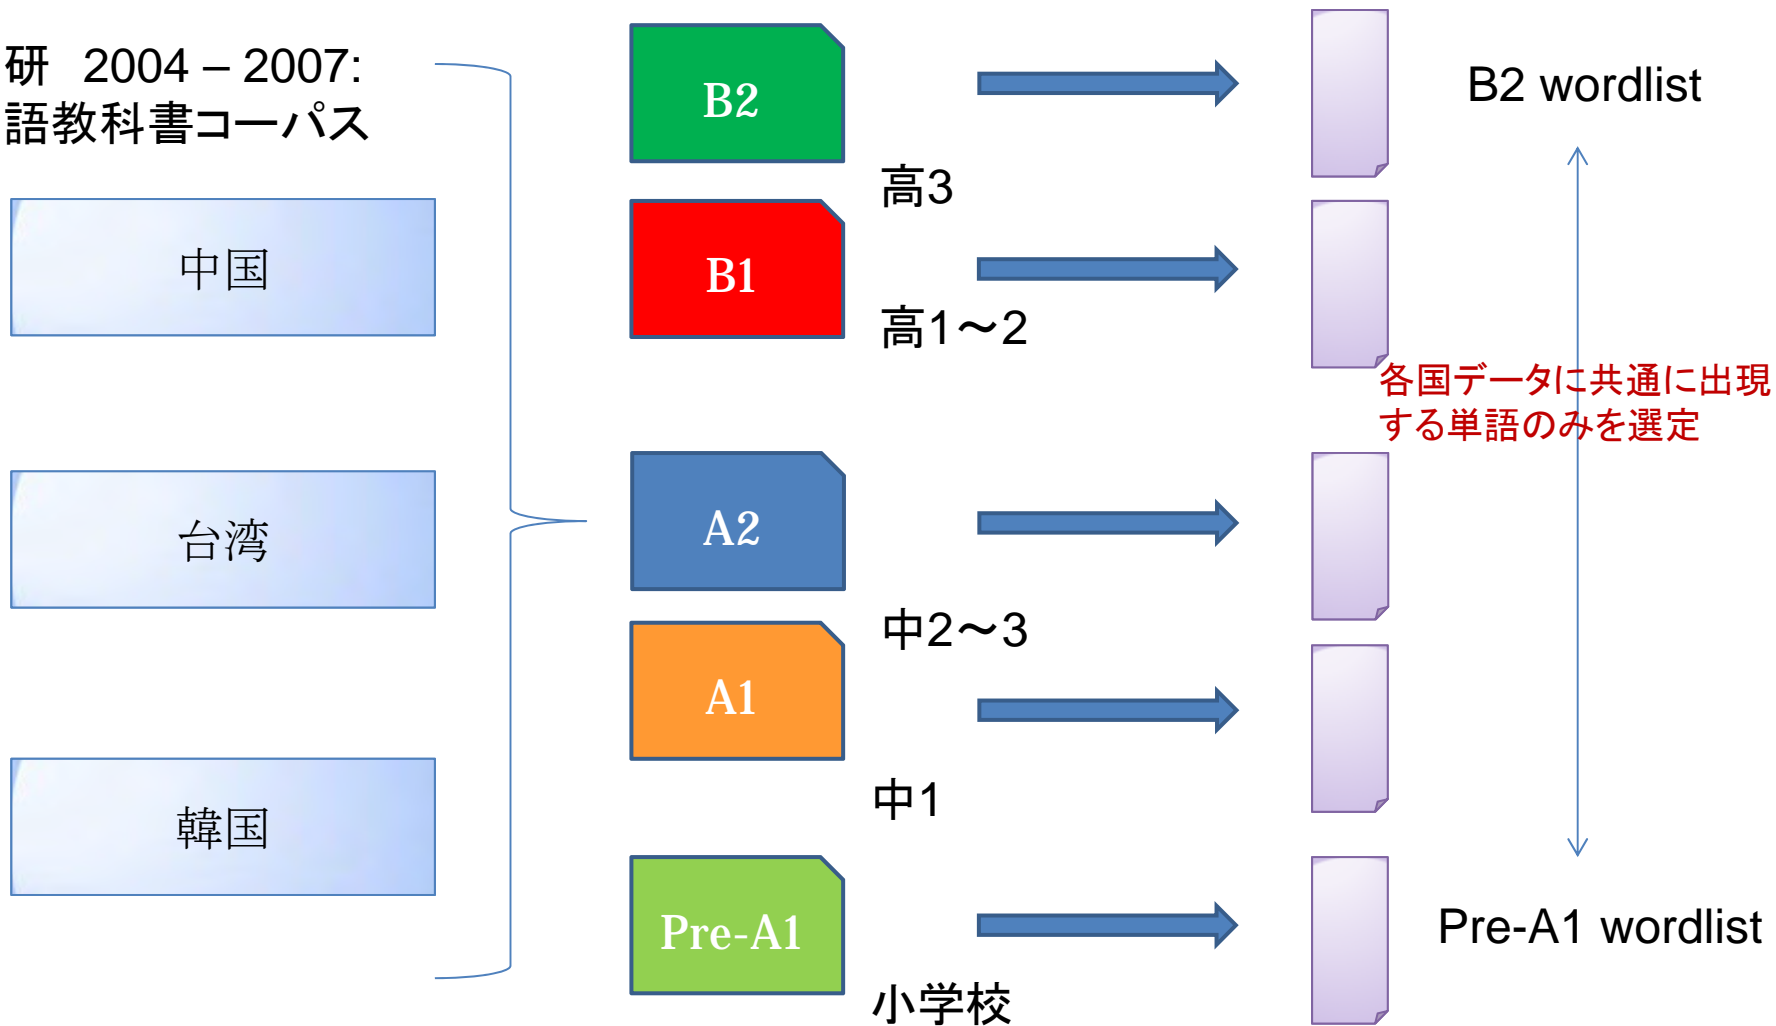 研 2004 – 2007:
語教科書コーパス
中国
台湾
韓国
B2
高3
B1
高1～2
A2
中2～3
A1
中1
Pre-A1
小学校
B2 wordlist
各国データに共通に出現
する単語のみを選定
Pre-A1 wordlist